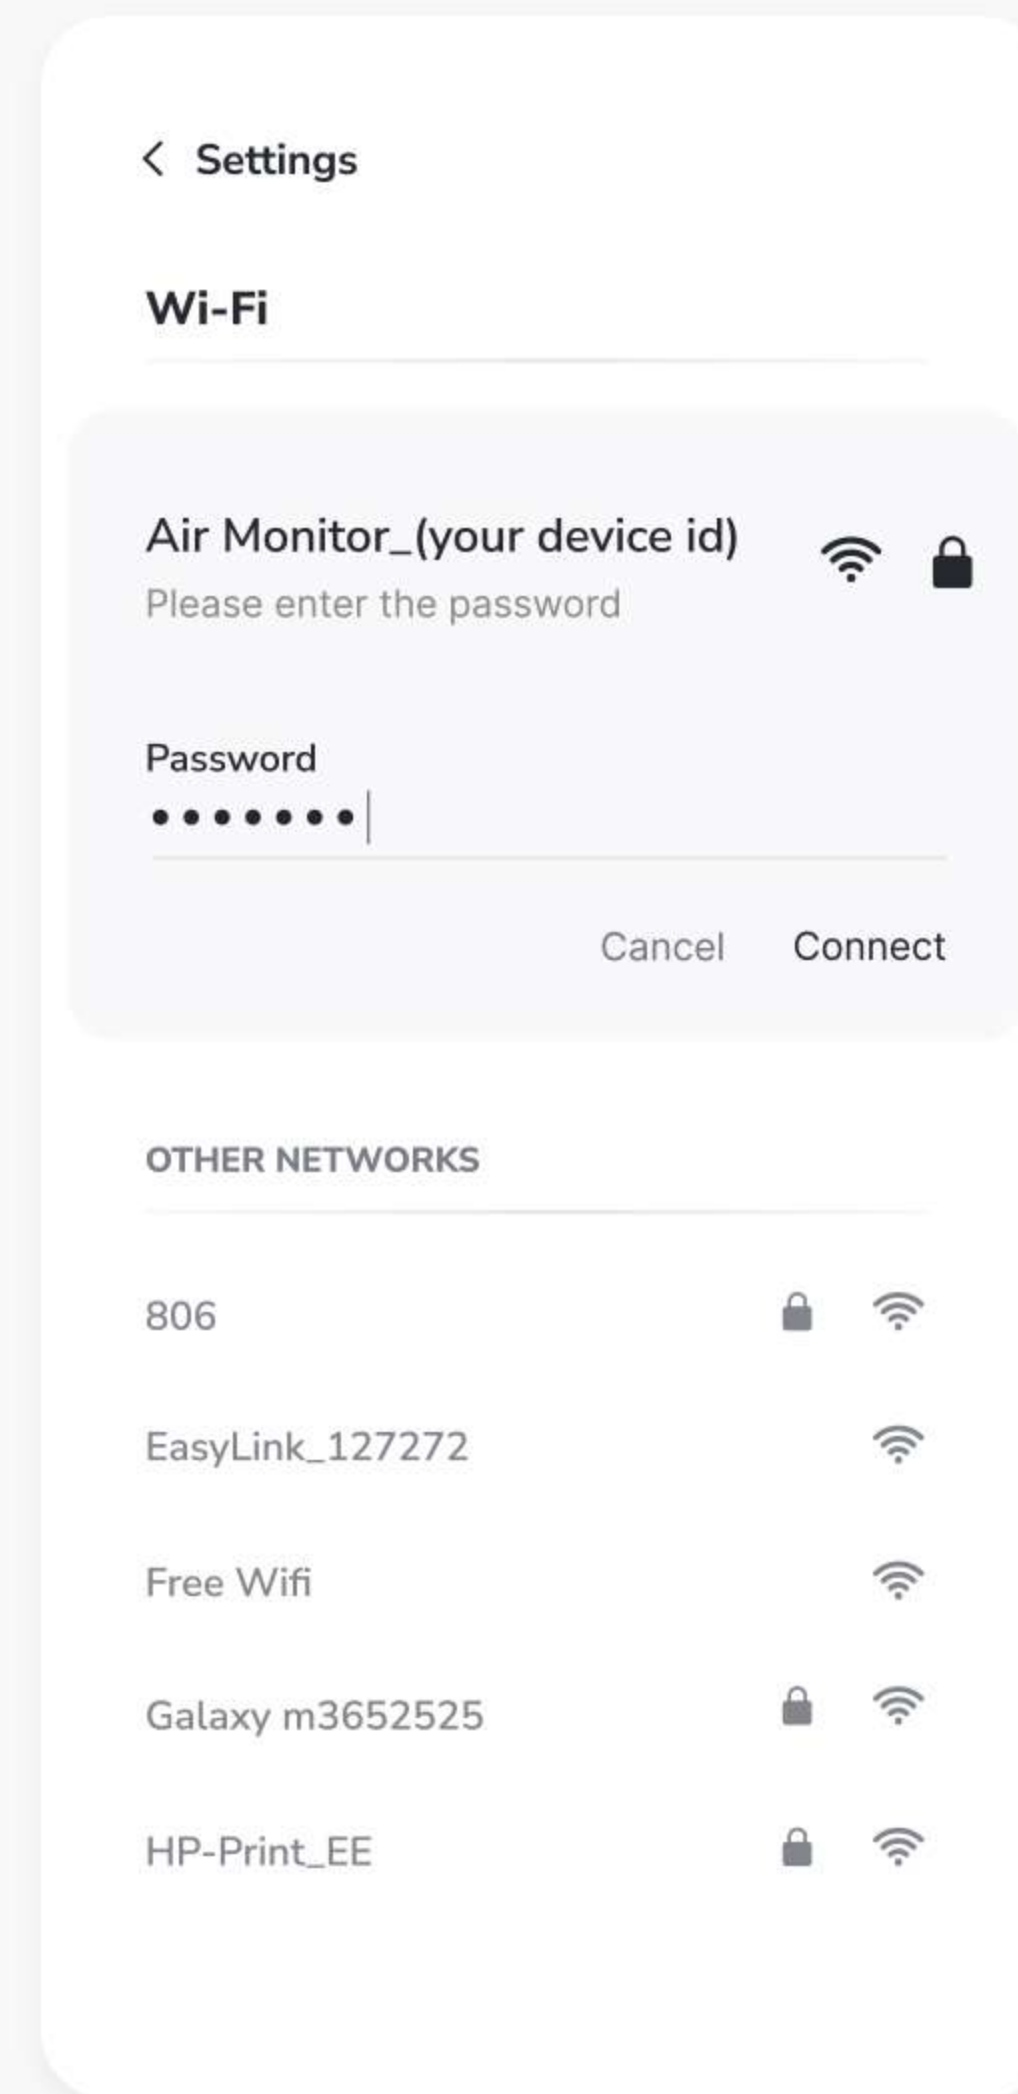 Settings
Wi-Fi
Air Monitor_(your device id)
Please enter the password
Password
•••••••
Cancel Connect
OTHER NETWORKS
806
EasyLink_127272
Free Wifi
Galaxy m3652525
HP-Print_EE